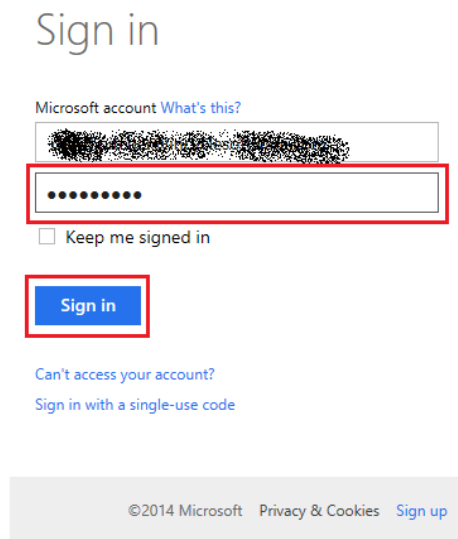 Sign in
Microsoft account What's this?
•••••••••
Keep me signed in
Sign in
Can't access your account?
Sign in with a single-use code
©2014 Microsoft Privacy & Cookies Sign up